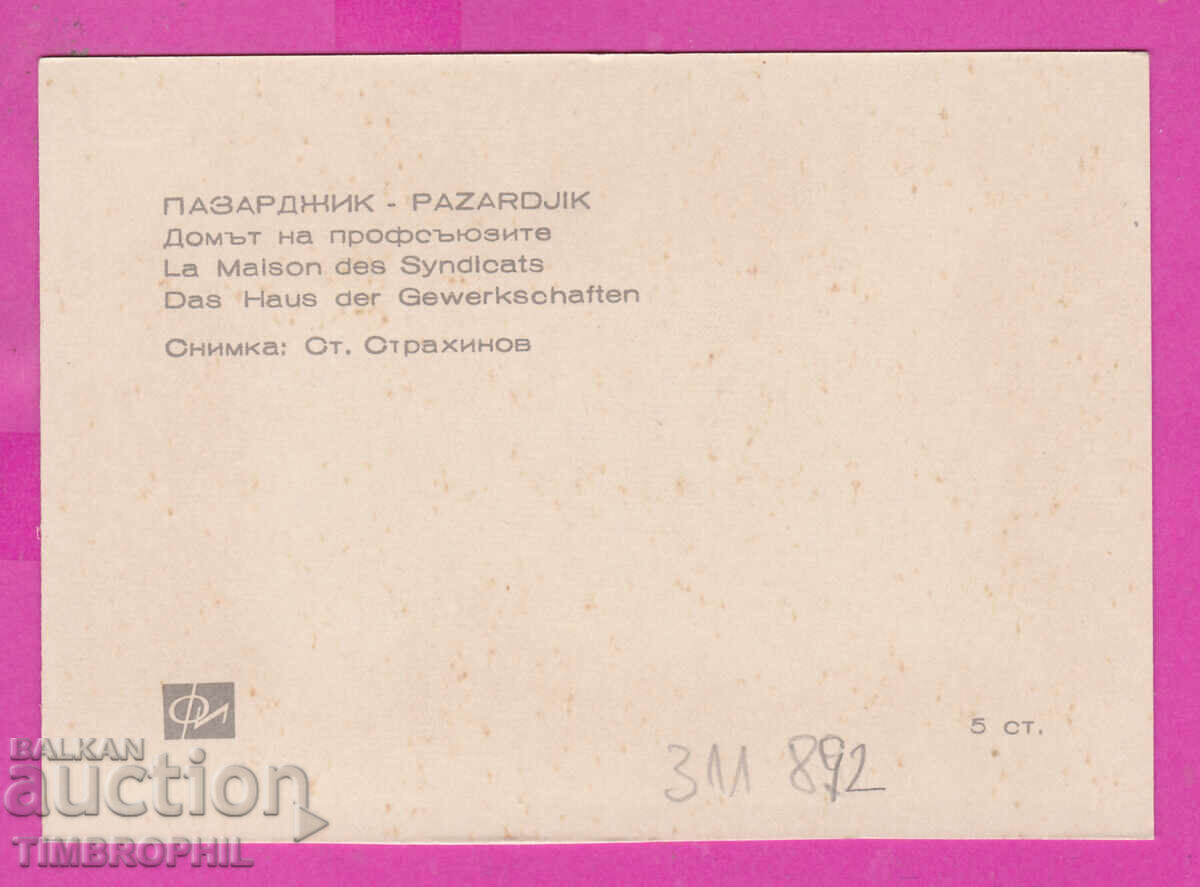 ПАЗАРДЖИК - PAZARDJIK
Домът на профсъюзите
La Maison des Syndicats
Das Haus der Gewerkschaften
Снимка: Ст. Страхинов
ФИ
5 ст.
311 892
BALKAN
auction
TIMBROPHIL